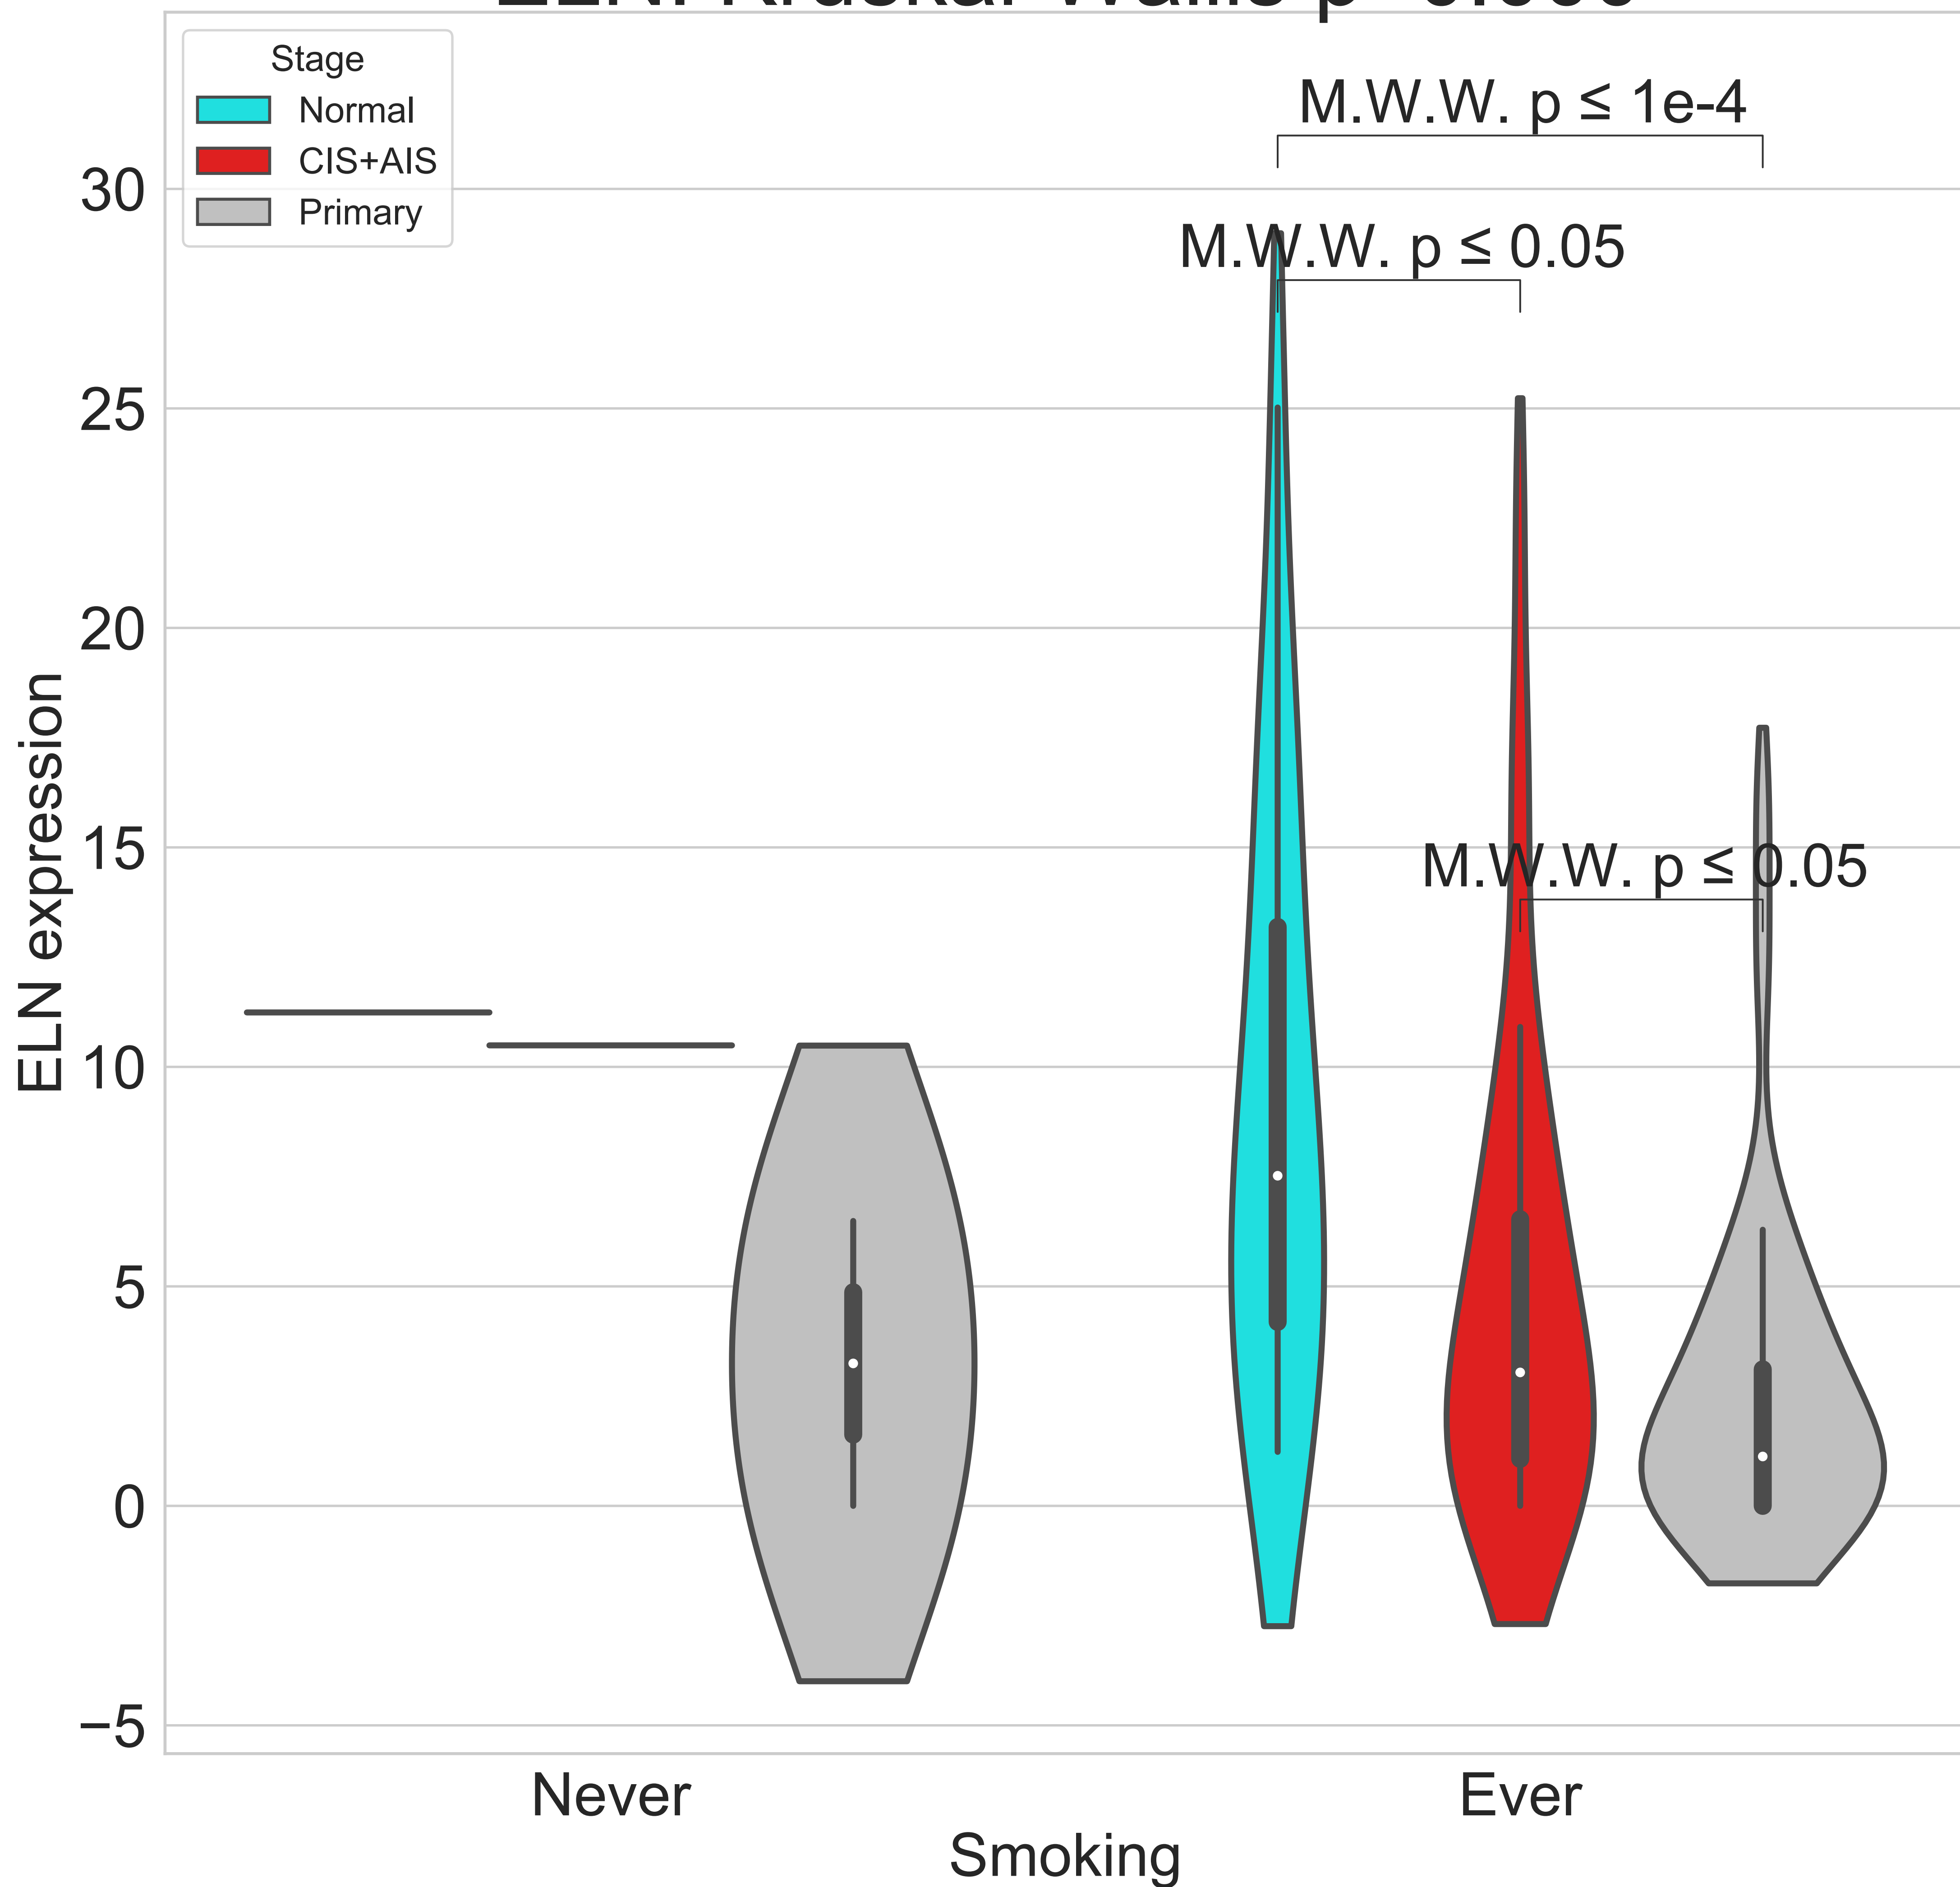 Stage
Normal
CIS+AIS
Primary
M.W.W. p ≤ 1e-4
M.W.W. p ≤ 0.05
M.W.W. p ≤ 0.05
30
25
20
15
10
5
0
−5
ELN expression
Never
Ever
Smoking